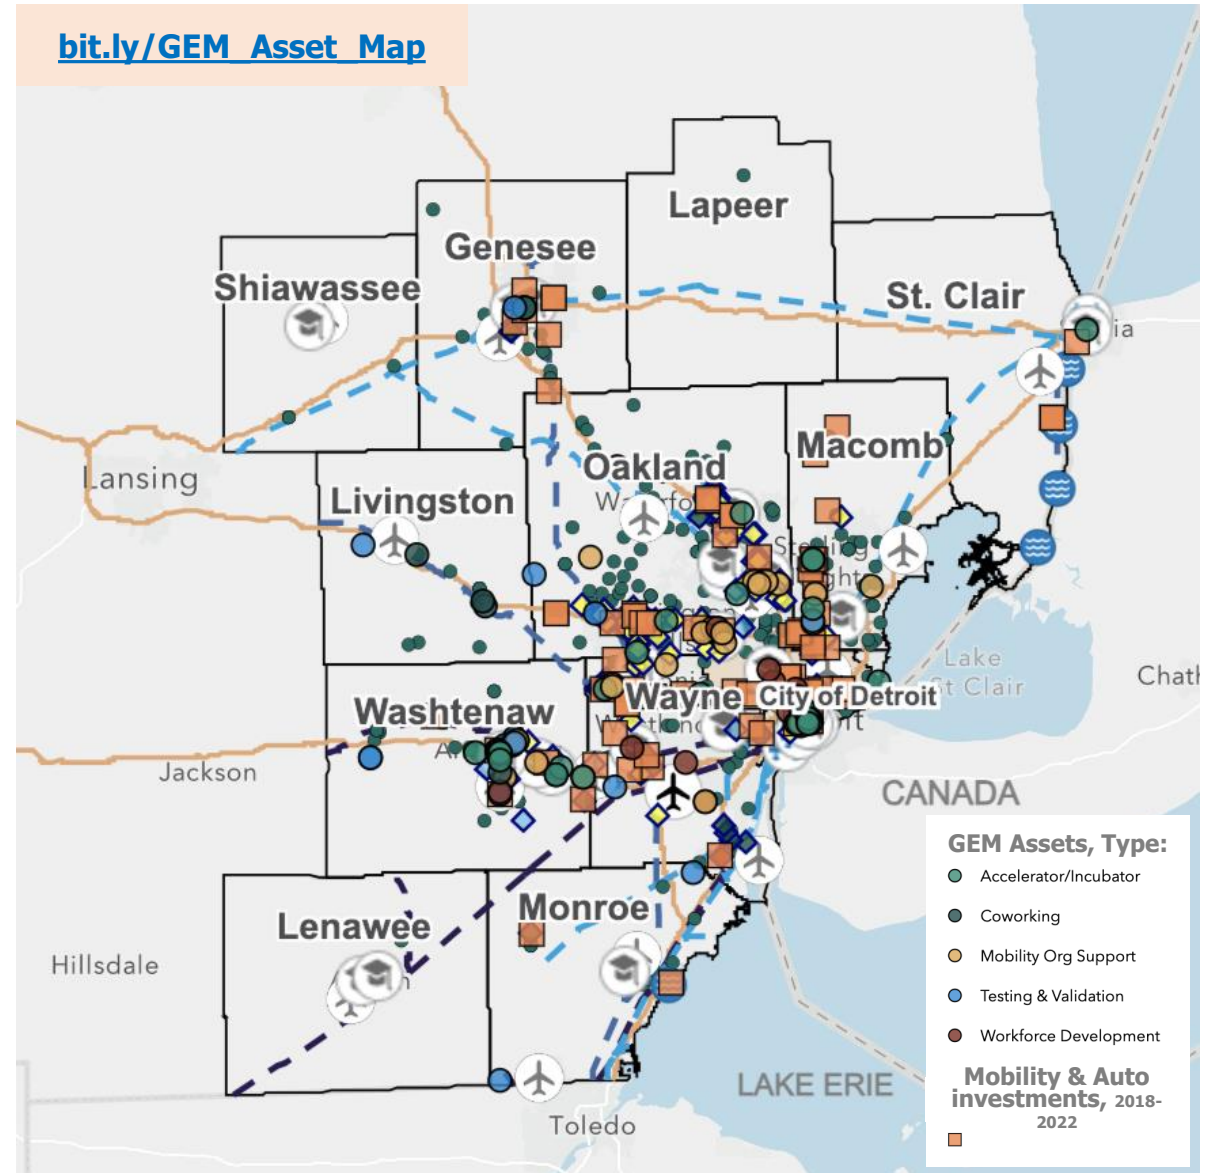 bit.ly/GEM_Asset_Map
Lapeer
Genesee
Shiawassee
St. Clair
Macomb
Oakland
Lansing
Livingston
Lake
St Clair
Wayne
City of Detroit
Washtenaw
Jackson
CANADA
Monroe
Lenawee
Hillsdale
LAKE ERIE
Toledo
GEM Assets, Type:
Accelerator/Incubator
Coworking
Mobility Org Support
Testing & Validation
Workforce Development
Mobility & Auto
investments, 2018-
2022